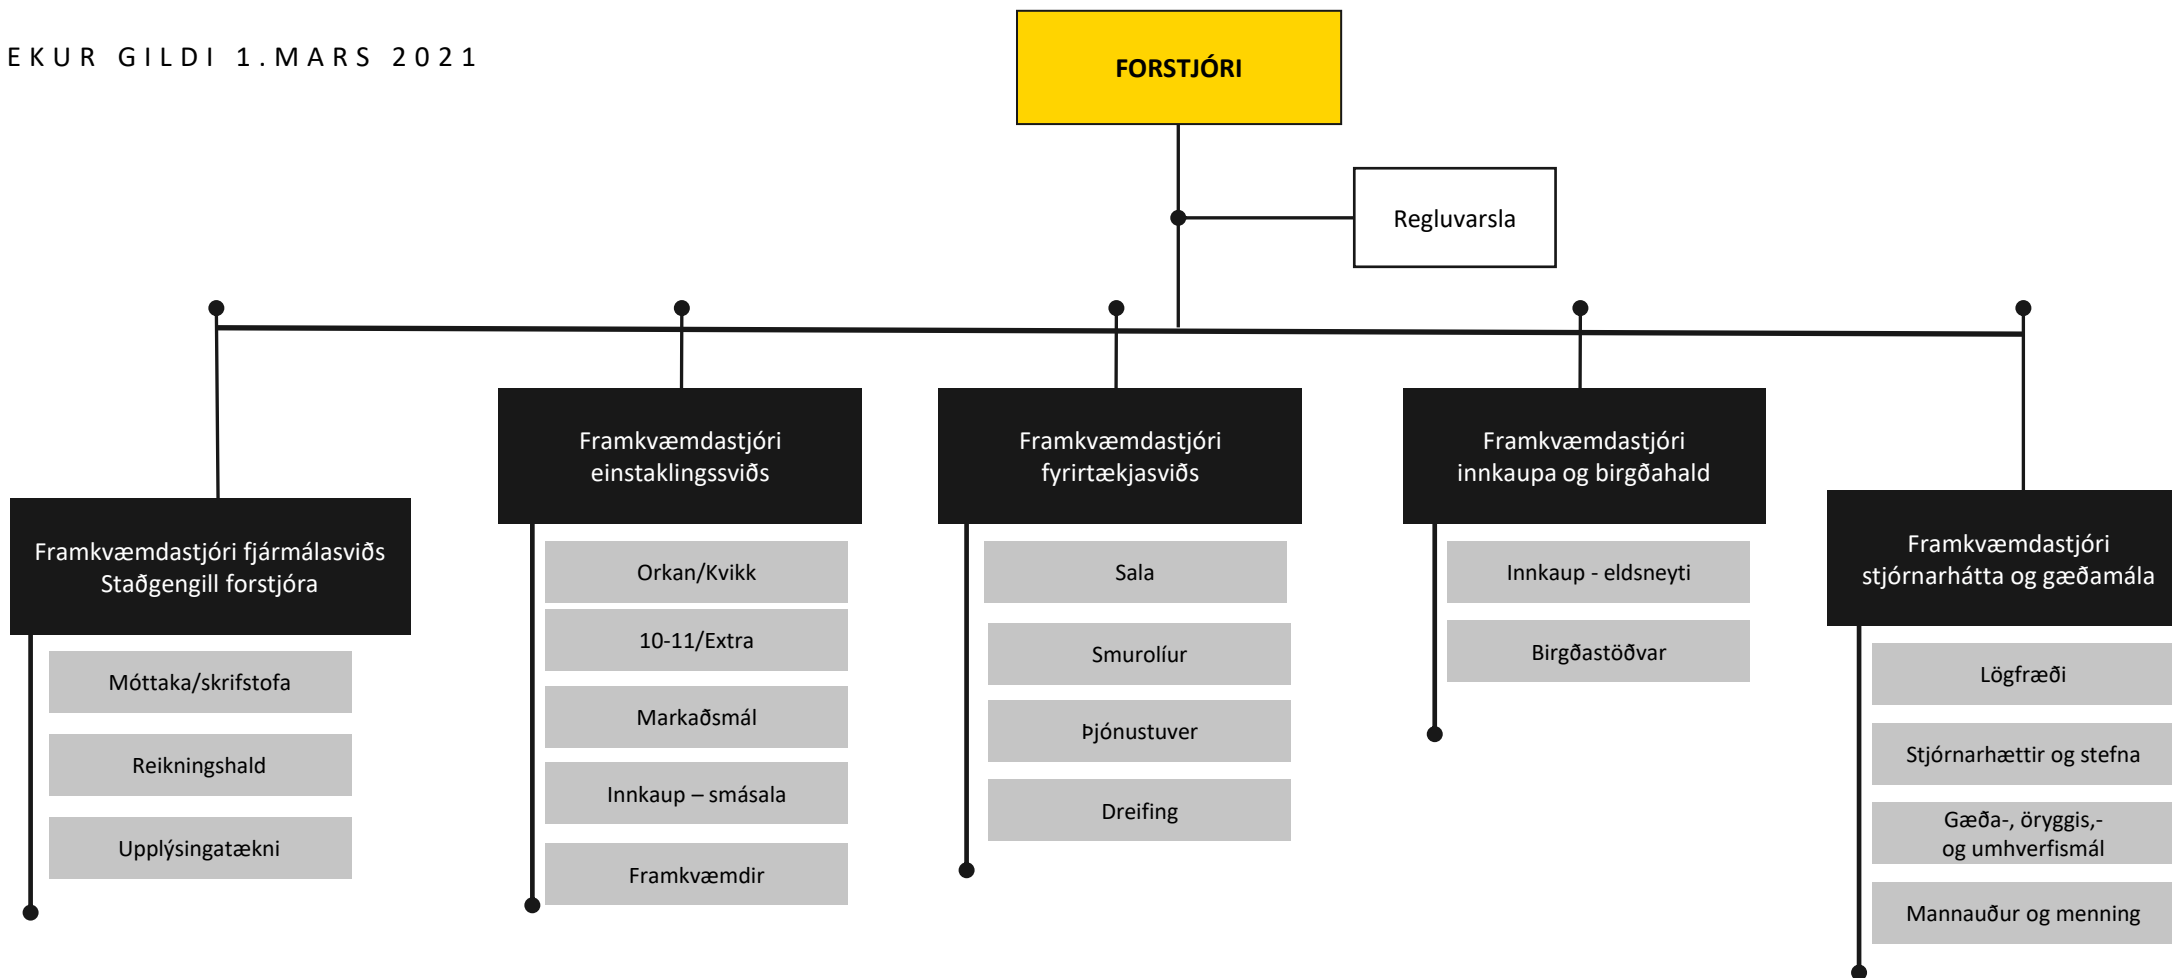 EKUR GILDI 1.MARS 2021
FORSTJÓRI
Regluvarsla
Framkvæmdastjóri fjármálasviðs
Staðgengill forstjóra
Móttaka/skrifstofa
Reikningshald
Upplýsingatækni
Framkvæmdastjóri
einstaklingssviðs
Orkan/Kvikk
10-11/Extra
Markaðsmál
Innkaup – smásala
Framkvæmdir
Framkvæmdastjóri
fyrirtækjasviðs
Sala
Smurolíur
Þjónustuver
Dreifing
Framkvæmdastjóri
innkaupa og birgðahald
Innkaup - eldsneyti
Birgðastöðvar
Framkvæmdastjóri
stjórnarhátta og gæðamála
Lögfræði
Stjórnarhættir og stefna
Gæða-, öryggis,-
og umhverfismál
Mannauður og menning